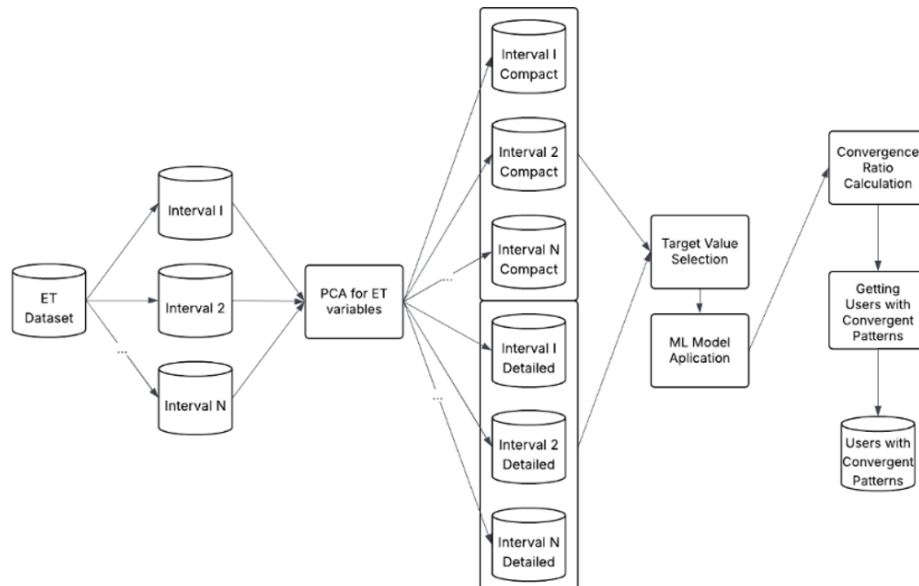 Interval I
Compact
Interval 2
Compact
Interval N
Compact
Interval I
Detailed
Interval 2
Detailed
Interval N
Detailed
ET
Dataset
Interval I
Interval 2
Interval N
...
PCA for ET
variables
...
...
Target Value
Selection
ML Model
Aplication
Convergence
Ratio
Calculation
Getting
Users with
Convergent
Patterns
Users with
Convergent
Patterns